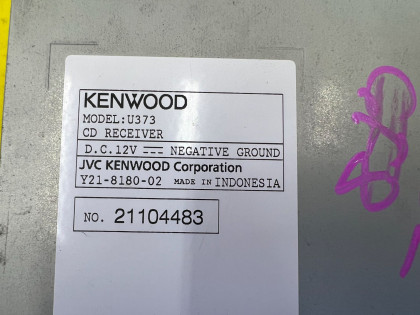 KENWOOD
MODEL:U373
CD RECEIVER
D.C.12V ⎓ NEGATIVE GROUND
JVC KENWOOD Corporation
Y21-8180-02 MADE IN INDONESIA
NO. 21104483